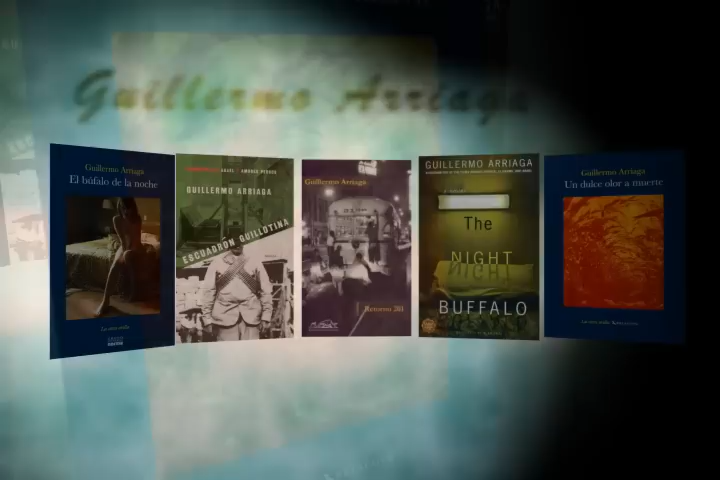 Guillermo Arriaga
Guillermo Arriaga
El búfalo de la noche
GUILLERMO ARRIAGA
ESCUADRÓN GUILLOTINA
Guillermo Arriaga
Retorno 201
GUILLERMO ARRIAGA
The
NIGHT
BUFFALO
Guillermo Arriaga
Un dulce olor a muerte